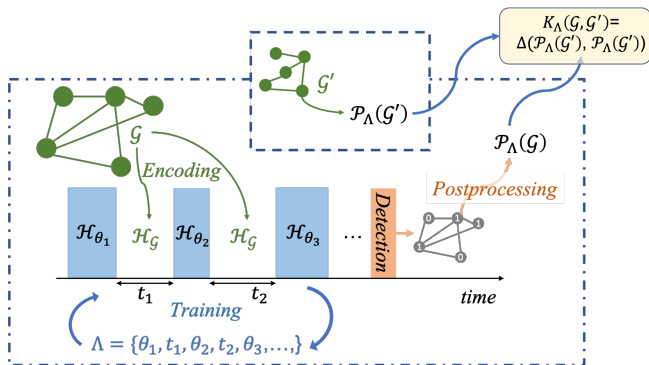 K_Λ(𝒢, 𝒢′)=
Δ(𝒫_Λ(𝒢′), 𝒫_Λ(𝒢′))
𝒢′
𝒫_Λ(𝒢′)
𝒢
𝒫_Λ(𝒢)
Encoding
Postprocessing
ℋ_θ₁ ℋ_𝒢 ℋ_θ₂ ℋ_𝒢 ℋ_θ₃ ... Detection
0 1 1 1 0
t₁ t₂ time
Training
Λ = {θ₁, t₁, θ₂, t₂, θ₃,...,}